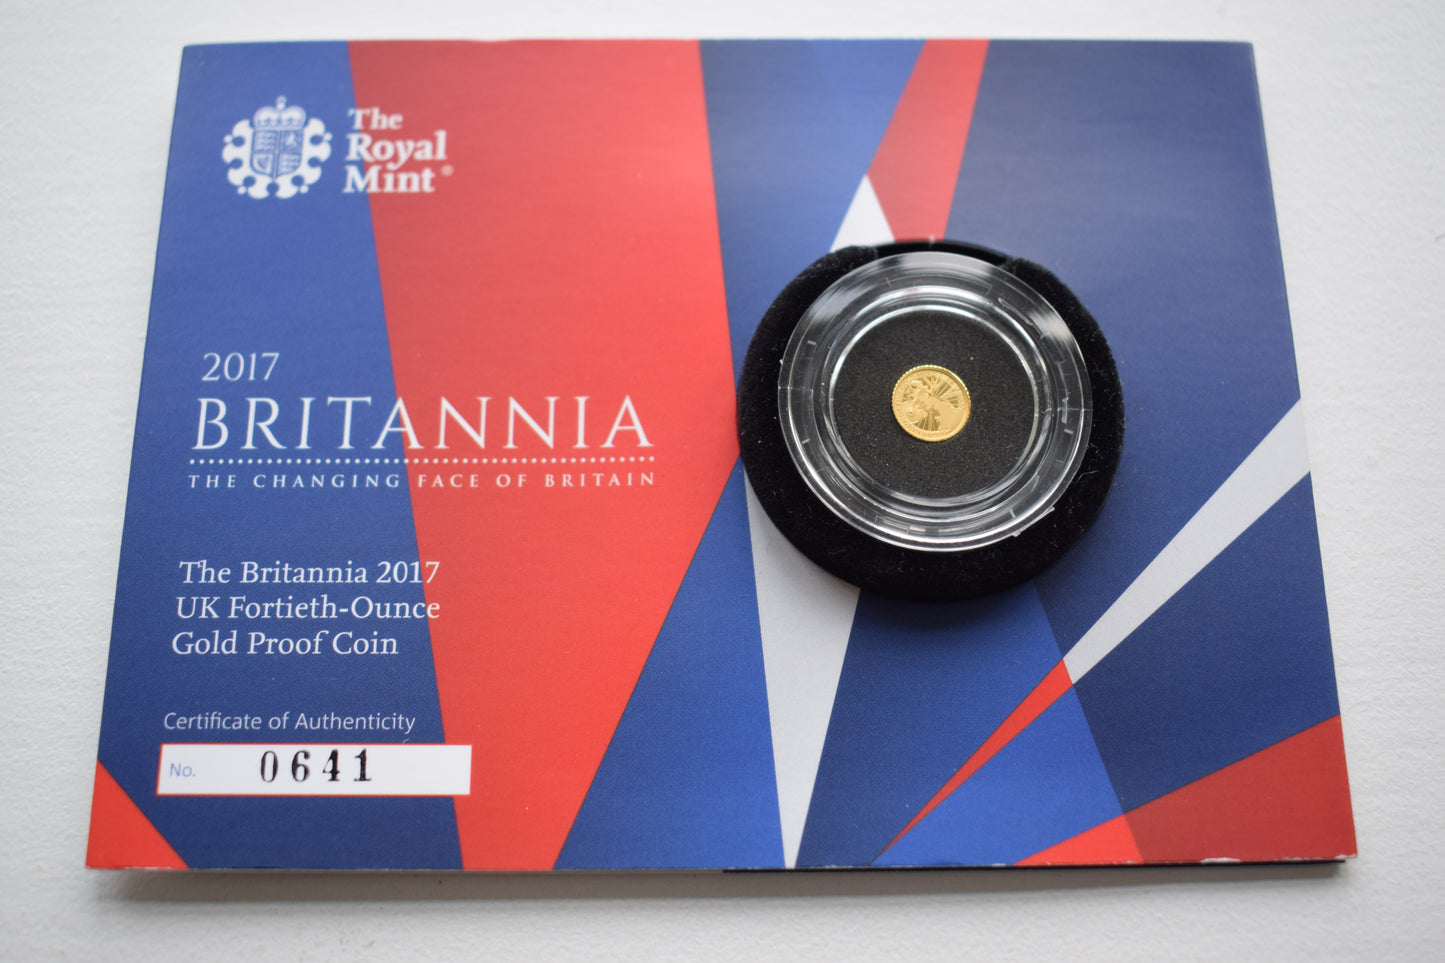 The
Royal
Mint®
2017
BRITANNIA
THE CHANGING FACE OF BRITAIN
The Britannia 2017
UK Fortieth-Ounce
Gold Proof Coin
Certificate of Authenticity
No. 0641